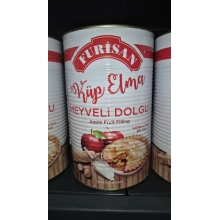 FURİSAN
Küp Elma
MEYVELİ DOLGU
Apple Fruit Filling